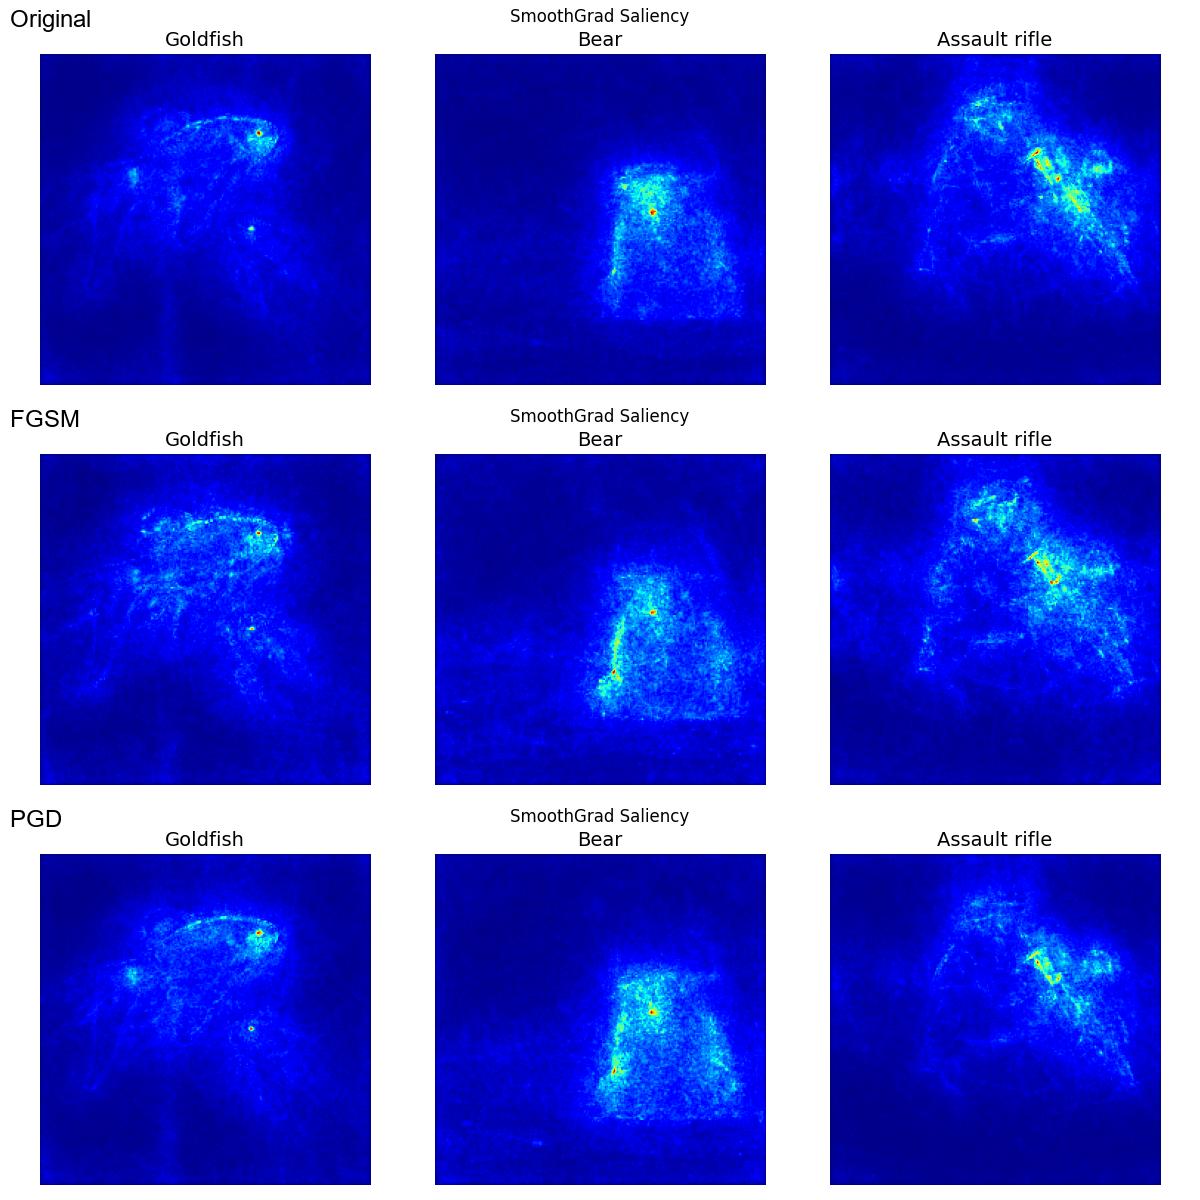 Original
SmoothGrad Saliency
Goldfish
Bear
Assault rifle
FGSM
SmoothGrad Saliency
Goldfish
Bear
Assault rifle
PGD
SmoothGrad Saliency
Goldfish
Bear
Assault rifle